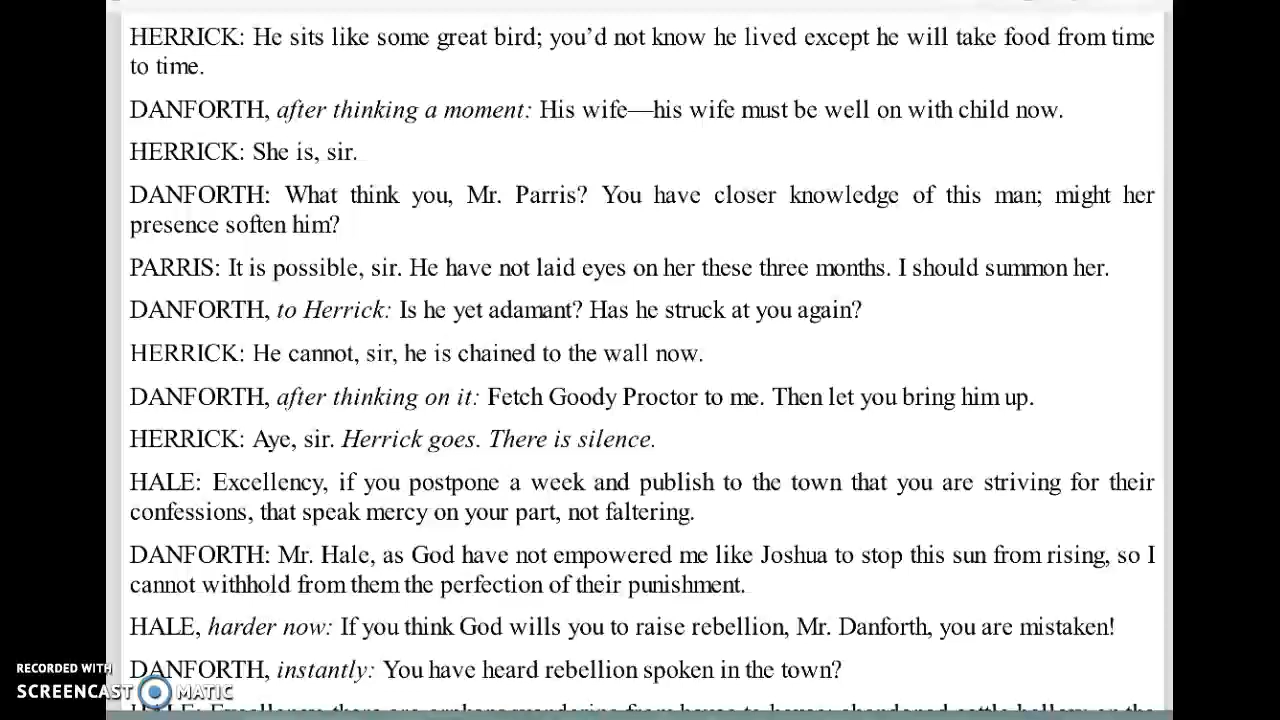 HERRICK: He sits like some great bird; you’d not know he lived except he will take food from time
to time.
DANFORTH, after thinking a moment: His wife—his wife must be well on with child now.
HERRICK: She is, sir.
DANFORTH: What think you, Mr. Parris? You have closer knowledge of this man; might her
presence soften him?
PARRIS: It is possible, sir. He have not laid eyes on her these three months. I should summon her.
DANFORTH, to Herrick: Is he yet adamant? Has he struck at you again?
HERRICK: He cannot, sir, he is chained to the wall now.
DANFORTH, after thinking on it: Fetch Goody Proctor to me. Then let you bring him up.
HERRICK: Aye, sir. Herrick goes. There is silence.
HALE: Excellency, if you postpone a week and publish to the town that you are striving for their
confessions, that speak mercy on your part, not faltering.
DANFORTH: Mr. Hale, as God have not empowered me like Joshua to stop this sun from rising, so I
cannot withhold from them the perfection of their punishment.
HALE, harder now: If you think God wills you to raise rebellion, Mr. Danforth, you are mistaken!
DANFORTH, instantly: You have heard rebellion spoken in the town?
RECORDED WITH
SCREENCAST MATIC